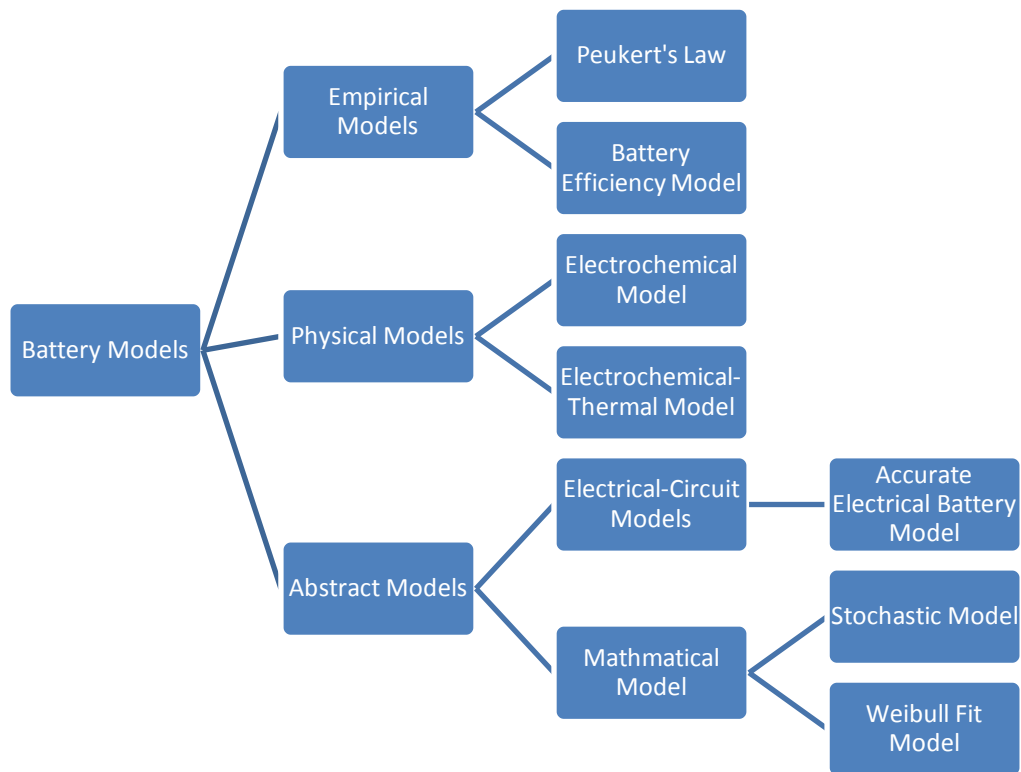 Battery Models
Empirical
Models
Peukert's Law
Battery
Efficiency Model
Physical Models
Electrochemical
Model
Electrochemical-
Thermal Model
Abstract Models
Electrical-Circuit
Models
Accurate
Electrical Battery
Model
Mathmatical
Model
Stochastic Model
Weibull Fit
Model